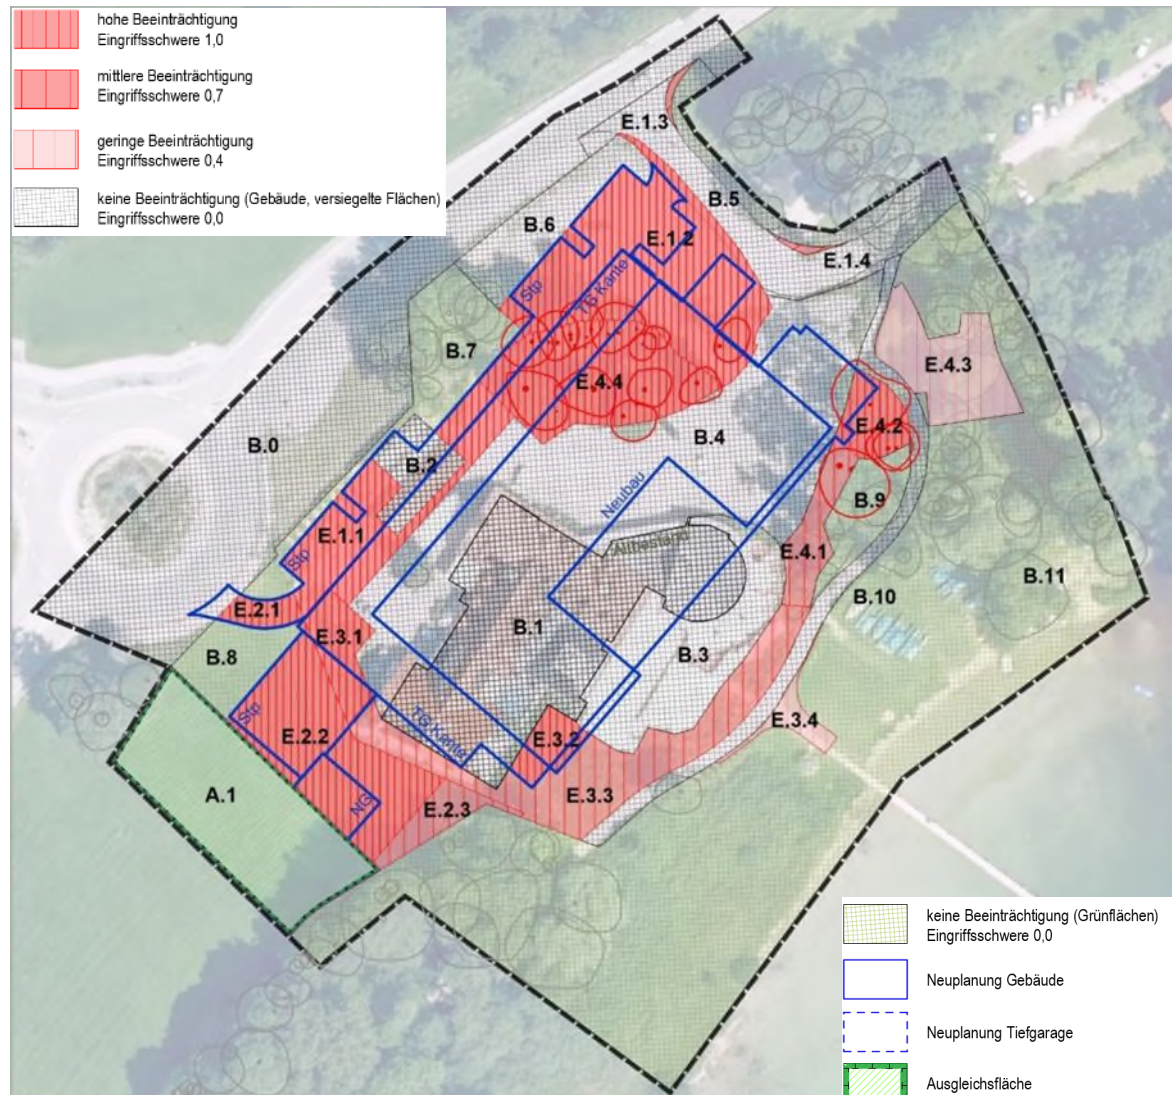 hohe Beeinträchtigung
Eingriffsschwere 1,0
mittlere Beeinträchtigung
Eingriffsschwere 0,7
geringe Beeinträchtigung
Eingriffsschwere 0,4
keine Beeinträchtigung (Gebäude, versiegelte Flächen)
Eingriffsschwere 0,0
E.1.3
B.5
B.6
E.1.2
E.1.4
Stp
TG Kante
B.7
E.4.4
E.4.3
B.0
B.4
E.4.2
B.2
Neubau
B.9
E.1.1
Altbestand
E.4.1
Stp
B.11
B.10
E.2.1
E.3.1
B.1
B.3
B.8
Stp
TG Kante
E.3.4
E.2.2
E.3.2
A.1
NG
E.2.3
E.3.3
keine Beeinträchtigung (Grünflächen)
Eingriffsschwere 0,0
Neuplanung Gebäude
Neuplanung Tiefgarage
Ausgleichsfläche